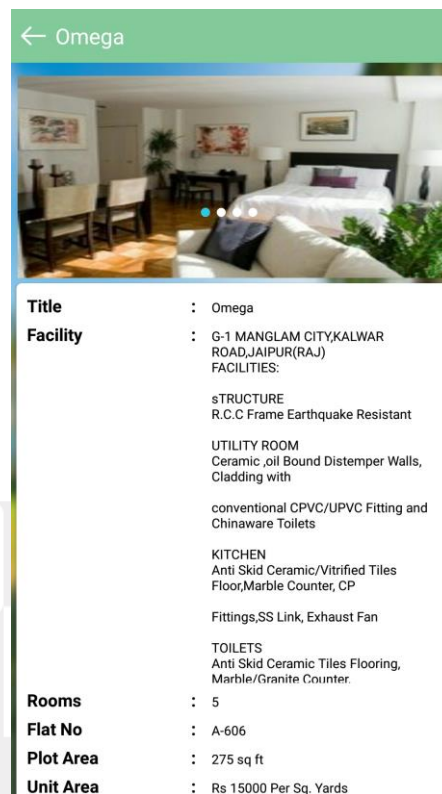 Omega
Title : Omega
Facility : G-1 MANGLAM CITY,KALWAR
ROAD,JAIPUR(RAJ)
FACILITIES:
sTRUCTURE
R.C.C Frame Earthquake Resistant
UTILITY ROOM
Ceramic ,oil Bound Distemper Walls,
Cladding with
conventional CPVC/UPVC Fitting and
Chinaware Toilets
KITCHEN
Anti Skid Ceramic/Vitrified Tiles
Floor,Marble Counter, CP
Fittings,SS Link, Exhaust Fan
TOILETS
Anti Skid Ceramic Tiles Flooring,
Marble/Granite Counter.
Rooms : 5
Flat No : A-606
Plot Area : 275 sq ft
Unit Area : Rs 15000 Per Sq. Yards